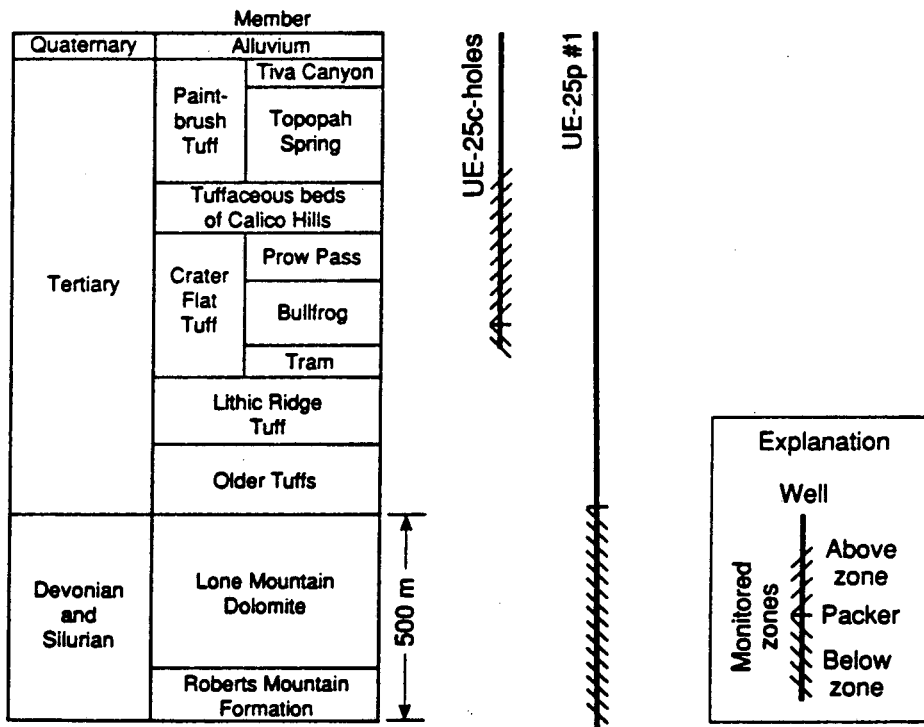 Member
Quaternary
Alluvium
Tertiary
Paint-
brush
Tuff
Tiva Canyon
Topopah
Spring
Tuffaceous beds
of Calico Hills
Crater
Flat
Tuff
Prow Pass
Bullfrog
Tram
Lithic Ridge
Tuff
Older Tuffs
Devonian
and
Silurian
Lone Mountain
Dolomite
Roberts Mountain
Formation
500 m
UE-25c-holes
UE-25p #1
Explanation
Well
Monitored
zones
Above
zone
Packer
Below
zone